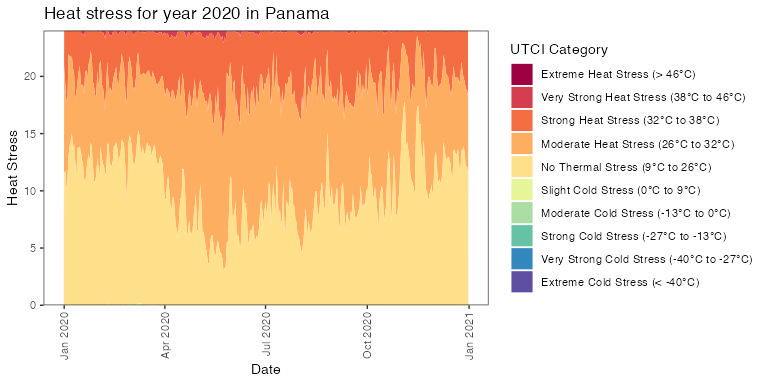 Heat stress for year 2020 in Panama
Heat Stress
20
15
10
5
0
Jan 2020
Apr 2020
Jul 2020
Oct 2020
Jan 2021
Date
UTCI Category
Extreme Heat Stress (> 46°C)
Very Strong Heat Stress (38°C to 46°C)
Strong Heat Stress (32°C to 38°C)
Moderate Heat Stress (26°C to 32°C)
No Thermal Stress (9°C to 26°C)
Slight Cold Stress (0°C to 9°C)
Moderate Cold Stress (-13°C to 0°C)
Strong Cold Stress (-27°C to -13°C)
Very Strong Cold Stress (-40°C to -27°C)
Extreme Cold Stress (< -40°C)